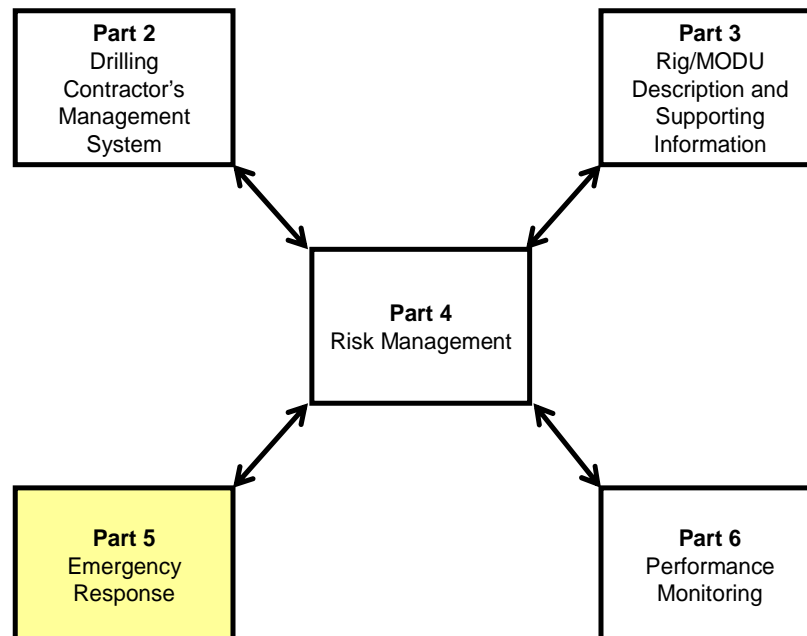 Part 2
Drilling
Contractor's
Management
System
Part 3
Rig/MODU
Description and
Supporting
Information
Part 4
Risk Management
Part 5
Emergency
Response
Part 6
Performance
Monitoring